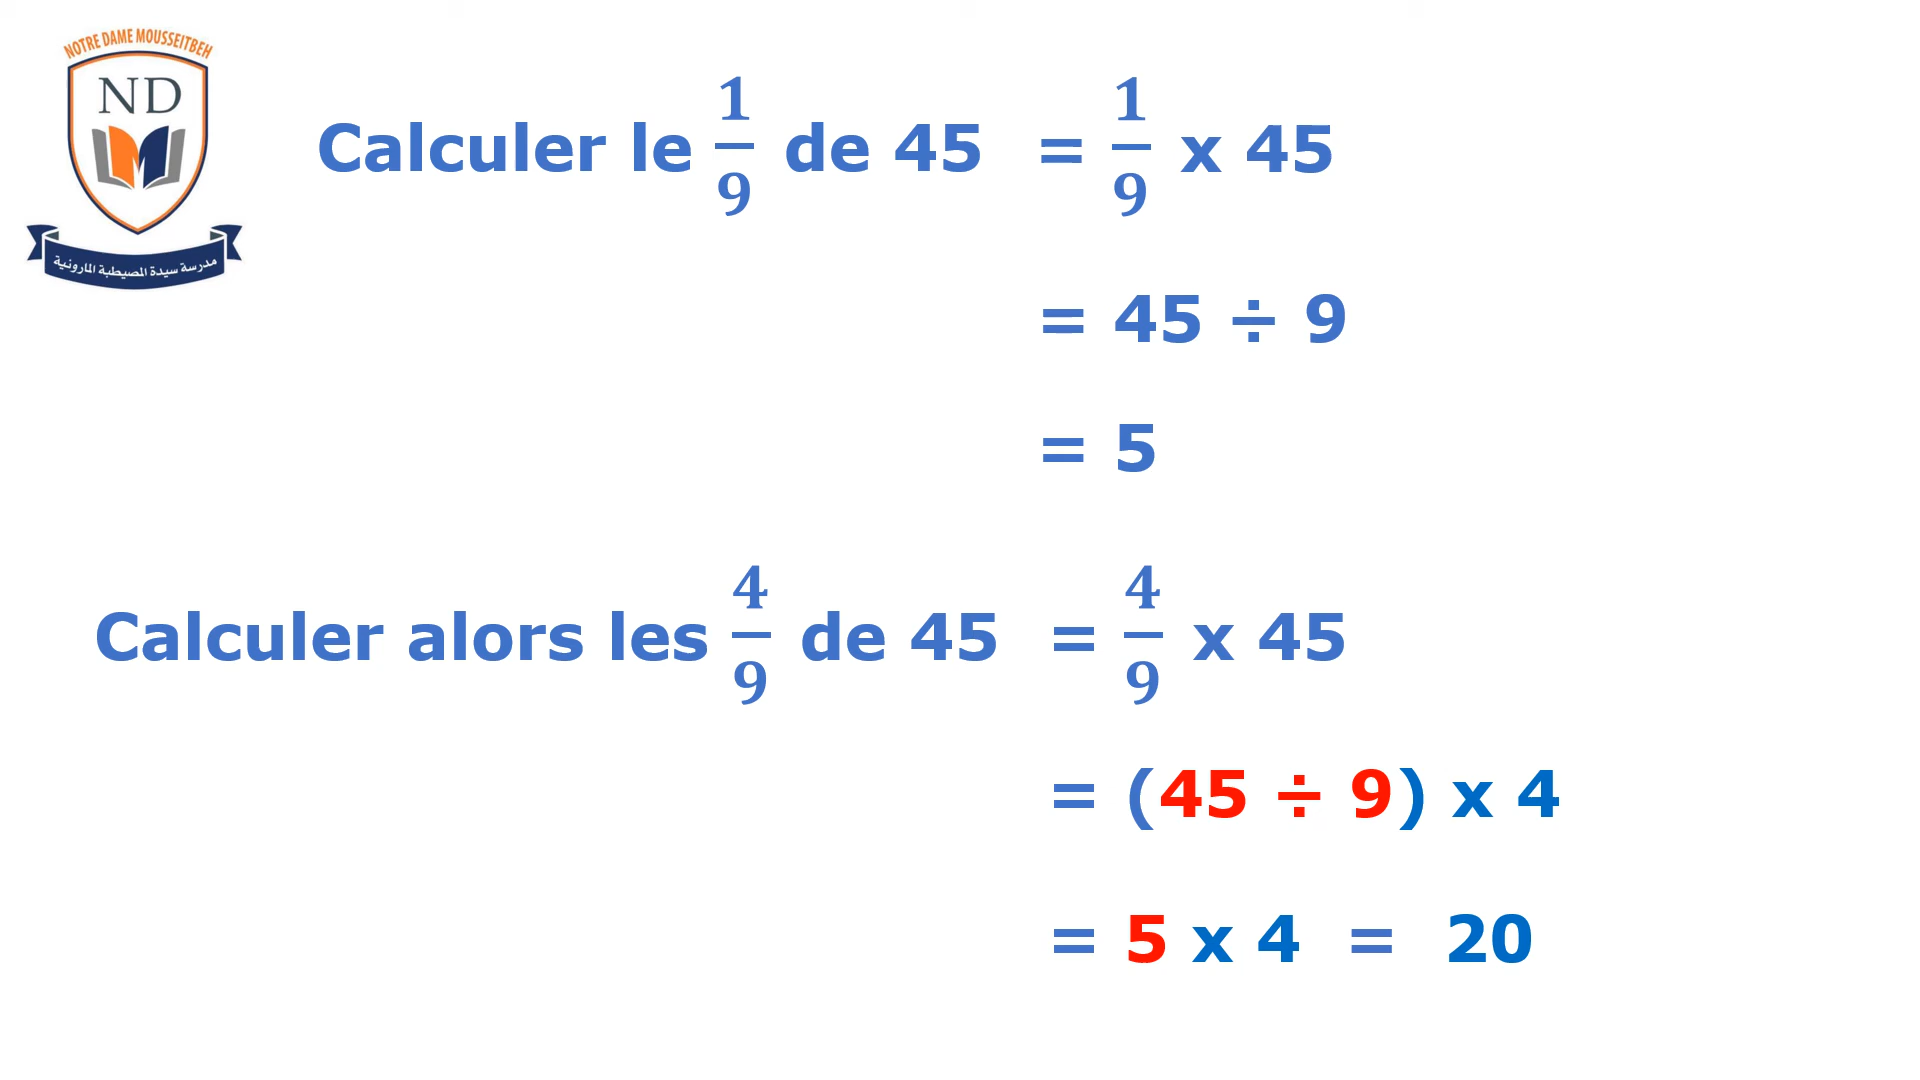 NOTRE DAME MOUSSEITBEH
ND
مدرسة سيدة المصيطبة المارونية
Calculer le 1/9 de 45 = 1/9 x 45
= 45 ÷ 9
= 5
Calculer alors les 4/9 de 45 = 4/9 x 45
= (45 ÷ 9) x 4
= 5 x 4 = 20